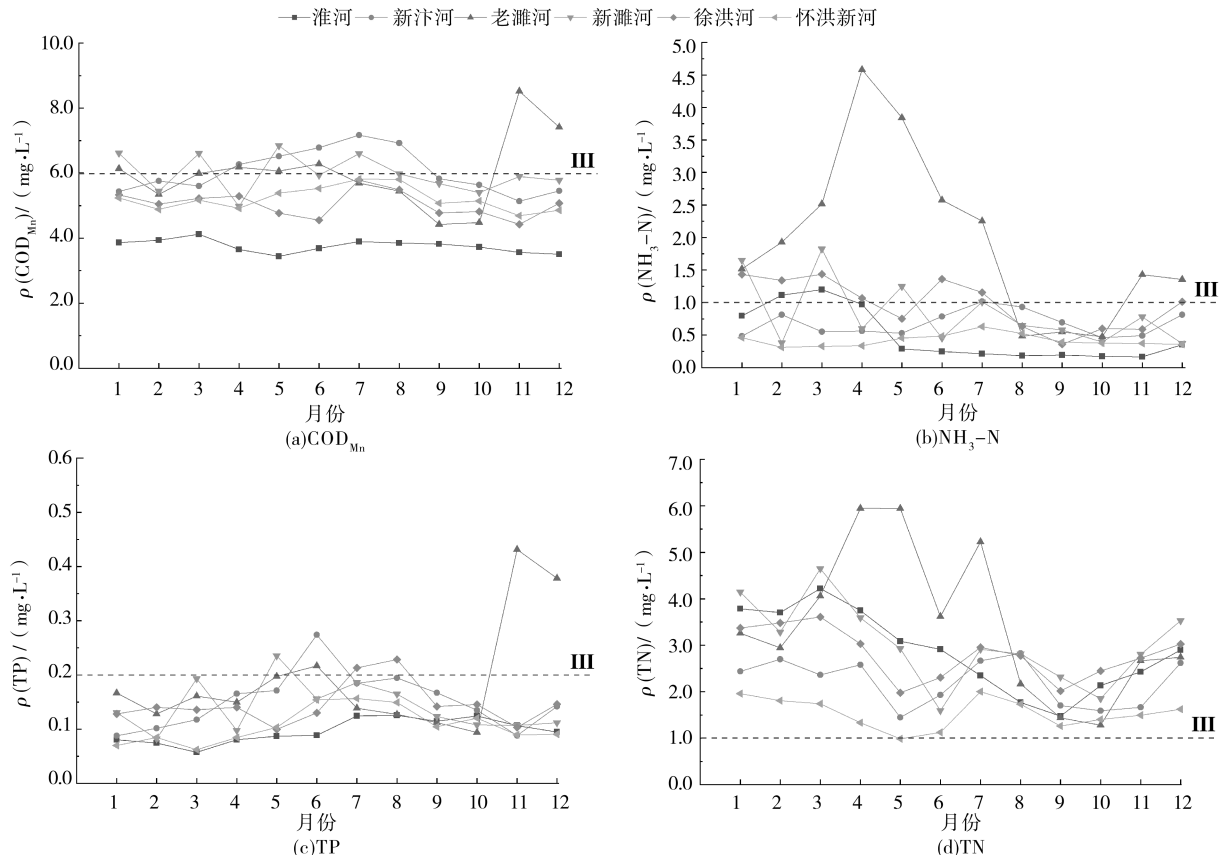 淮河 新汴河 老濉河 新濉河 徐洪河 怀洪新河
10.0
8.0
6.0
4.0
2.0
0.0
ρ(COD_Mn)/(mg·L⁻¹)
III
1 2 3 4 5 6 7 8 9 10 11 12
月份
(a)COD_Mn
5.0
4.5
4.0
3.5
3.0
2.5
2.0
1.5
1.0
0.5
0.0
ρ(NH₃-N)/(mg·L⁻¹)
III
1 2 3 4 5 6 7 8 9 10 11 12
月份
(b)NH₃-N
0.6
0.5
0.4
0.3
0.2
0.1
0.0
ρ(TP)/(mg·L⁻¹)
III
1 2 3 4 5 6 7 8 9 10 11 12
月份
(c)TP
7.0
6.0
5.0
4.0
3.0
2.0
1.0
0.0
ρ(TN)/(mg·L⁻¹)
III
1 2 3 4 5 6 7 8 9 10 11 12
月份
(d)TN